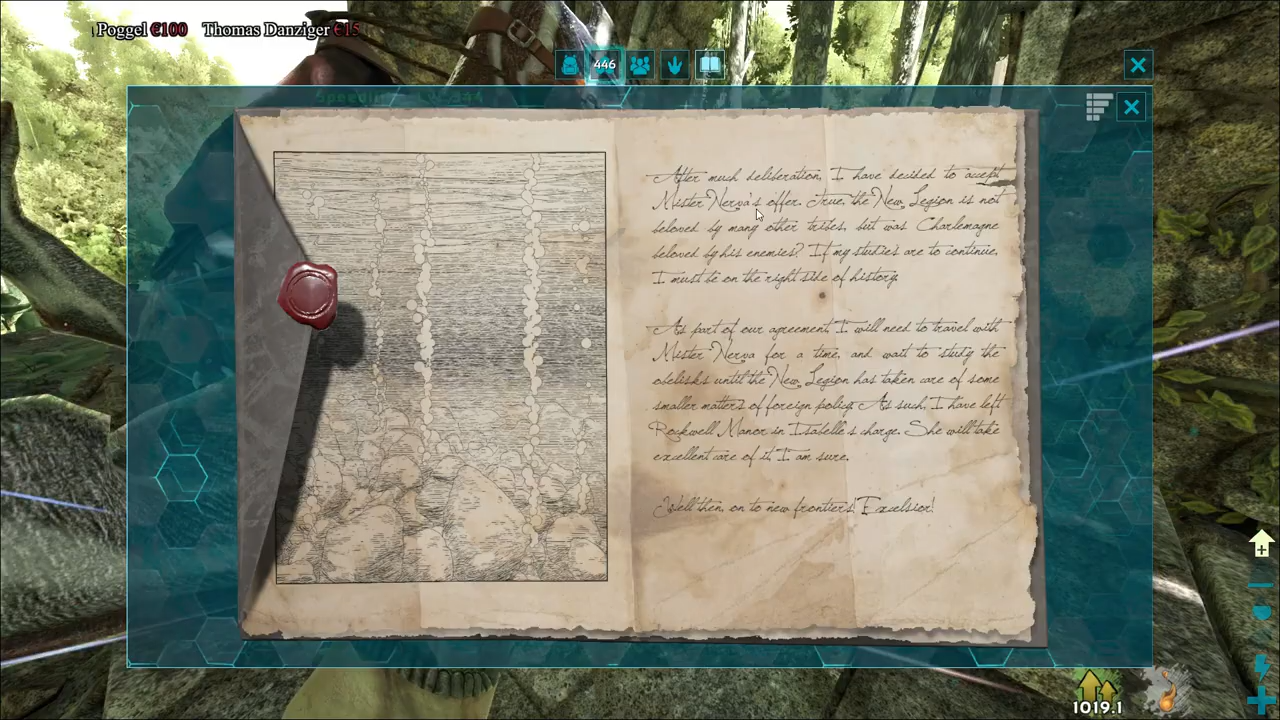 Poggel €100 Thomas Danziger €15
446
After much deliberation, I have decided to accept
Mister Nerva's offer. True, the New Legion is not
beloved by many other tribes, but was Charlemagne
beloved by his enemies? If my studies are to continue,
I must be on the right side of history.
As part of our agreement, I will need to travel with
Mister Nerva for a time, and wait to study the
obelisks until the New Legion has taken care of some
smaller matters of foreign policy. As such, I have left
Rockwell Manor in Isabelle's charge. She will take
excellent care of it, I am sure.
Well then, on to new frontiers! Excelsior!
1019.1